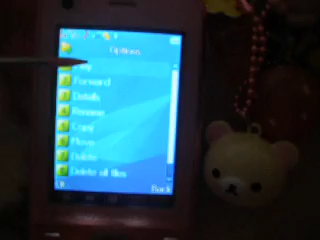 Options
Forward
Details
Rename
Copy
Move
Delete
Delete all files
Back